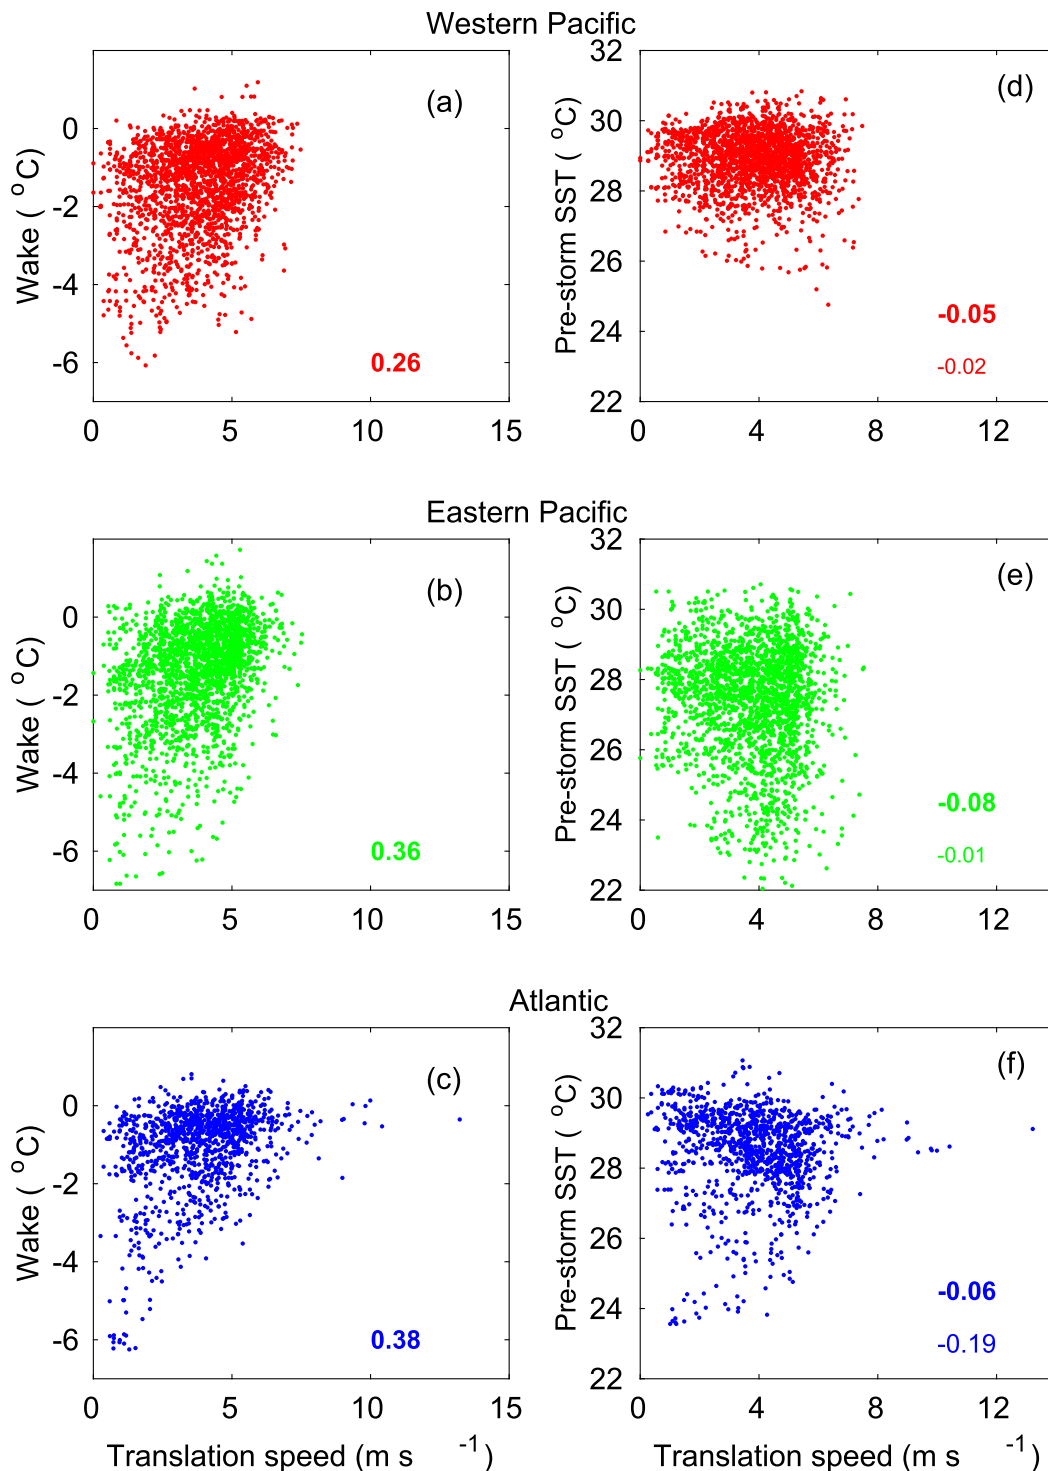 Western Pacific
(a)
Wake ( °C)
0
-2
-4
-6
0.26
0 5 10 15
(d)
Pre-storm SST ( °C)
32
30
28
26
24
22
-0.05
-0.02
0 4 8 12
Eastern Pacific
(b)
Wake ( °C)
0
-2
-4
-6
0.36
0 5 10 15
(e)
Pre-storm SST ( °C)
32
30
28
26
24
22
-0.08
-0.01
0 4 8 12
Atlantic
(c)
Wake ( °C)
0
-2
-4
-6
0.38
0 5 10 15
Translation speed (m s -1)
(f)
Pre-storm SST ( °C)
32
30
28
26
24
22
-0.06
-0.19
0 4 8 12
Translation speed (m s -1)